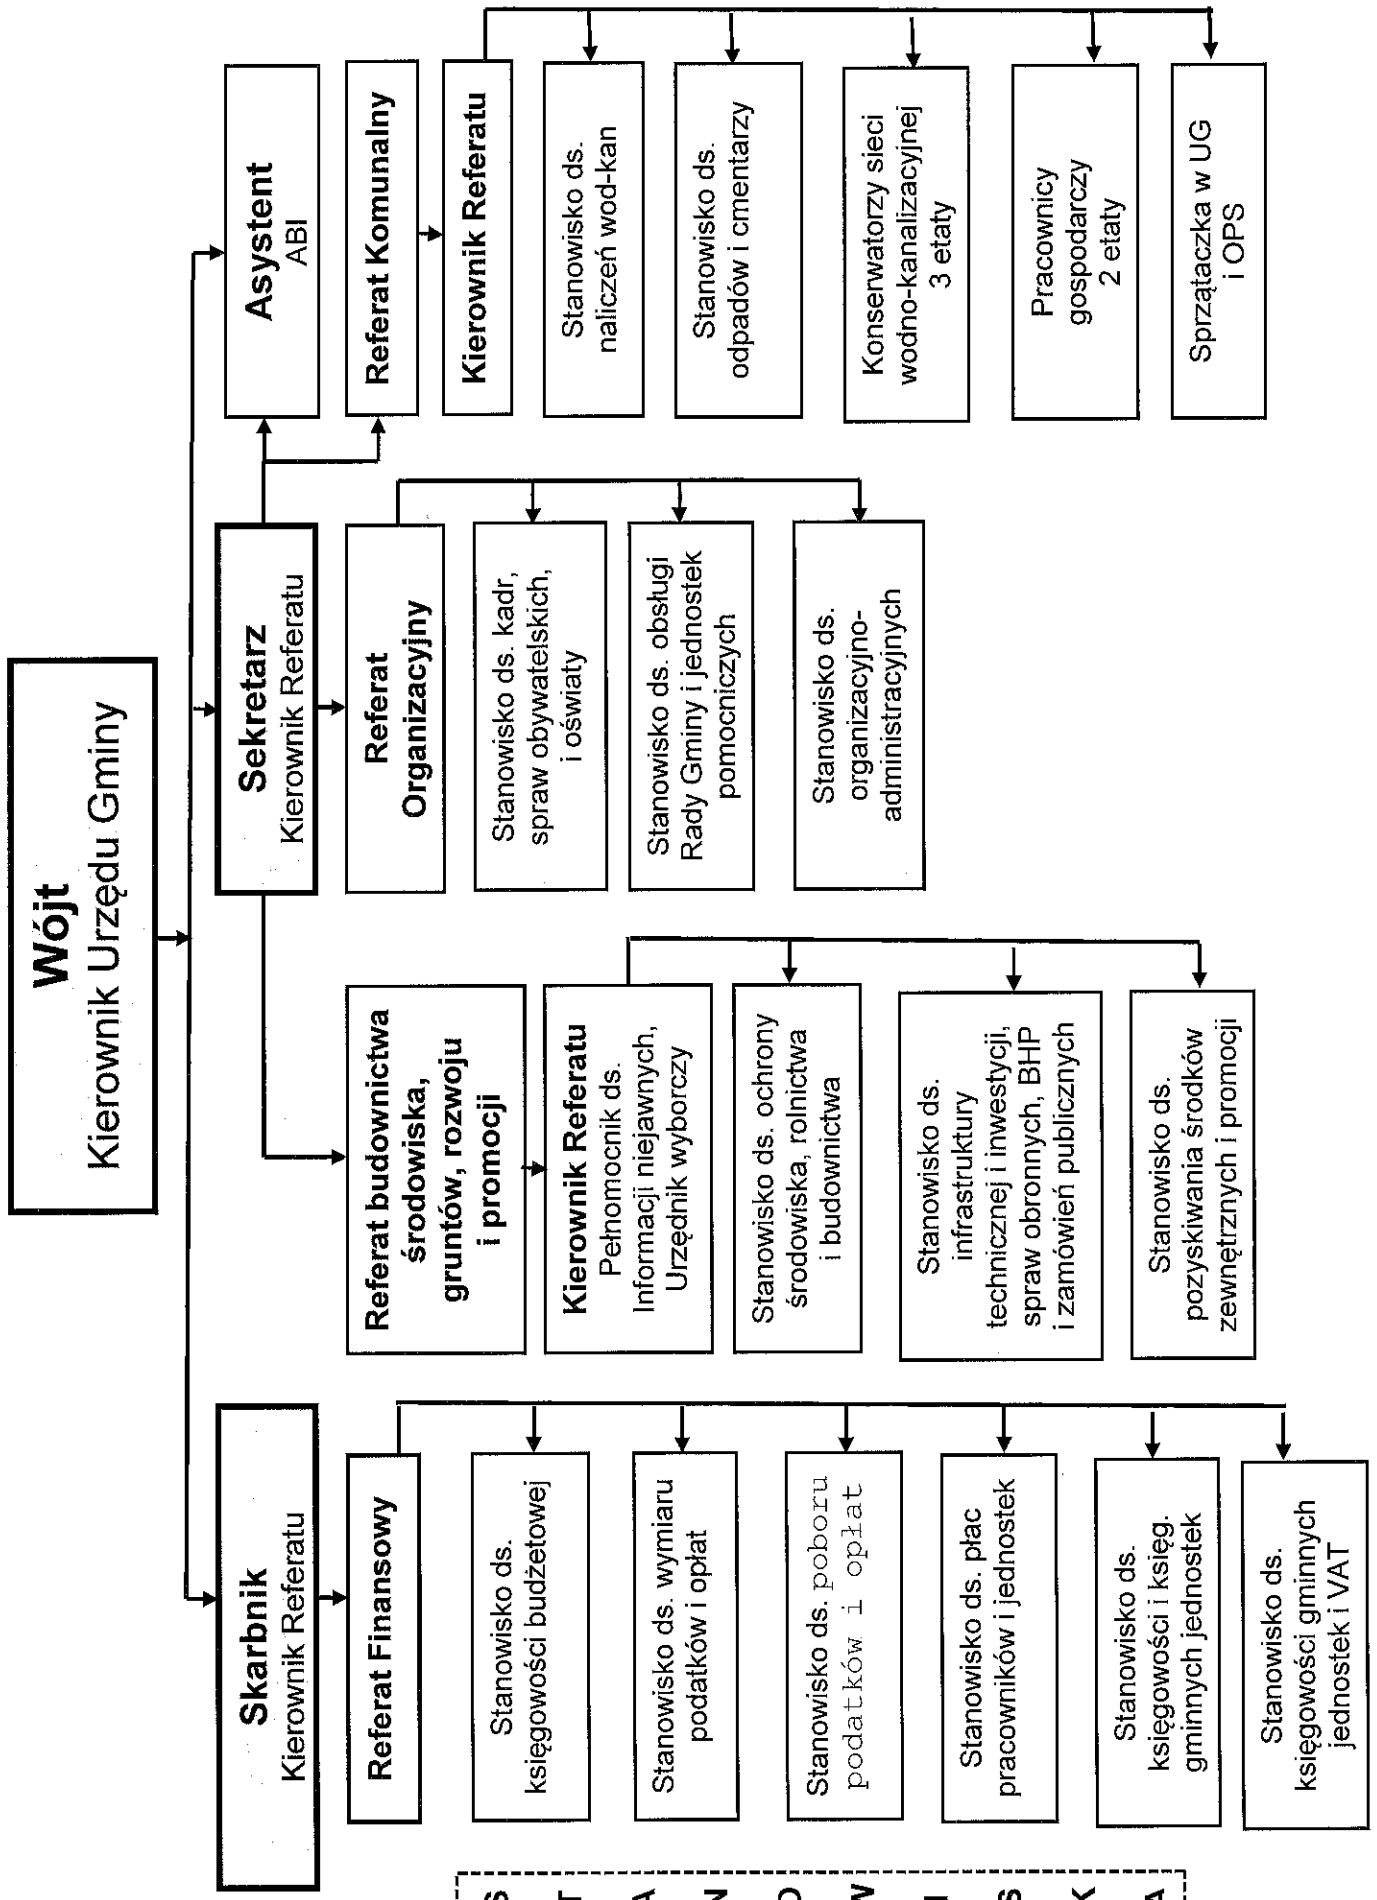 Wójt
Kierownik Urzędu Gminy
Skarbnik
Kierownik Referatu
Sekretarz
Kierownik Referatu
Asystent
ABI
Referat Finansowy
Stanowisko ds.
księgowości budżetowej
Stanowisko ds. wymiaru
podatków i opłat
Stanowisko ds. poboru
podatków i opłat
Stanowisko ds. płac
pracowników i jednostek
Stanowisko ds.
księgowości i księg.
gminnych jednostek
Stanowisko ds.
księgowości gminnych
jednostek i VAT
Referat budownictwa
środowiska,
gruntów, rozwoju
i promocji
Kierownik Referatu
Pełnomocnik ds.
Informacji niejawnych,
Urzędnik wyborczy
Stanowisko ds. ochrony
środowiska, rolnictwa
i budownictwa
Stanowisko ds.
infrastruktury
technicznej i inwestycji,
spraw obronnych, BHP
i zamówień publicznych
Stanowisko ds.
pozyskiwania środków
zewnętrznych i promocji
Referat
Organizacyjny
Stanowisko ds. kadr,
spraw obywatelskich,
i oświaty
Stanowisko ds. obsługi
Rady Gminy i jednostek
pomocniczych
Stanowisko ds.
organizacyjno-
administracyjnych
Referat Komunalny
Kierownik Referatu
Stanowisko ds.
naliczeń wod-kan
Stanowisko ds.
odpadów i cmentarzy
Konserwatorzy sieci
wodno-kanalizacyjnej
3 etaty
Pracownicy
gospodarczy
2 etaty
Sprzątaczka w UG
i OPS
S
T
A
N
O
W
I
S
K
A